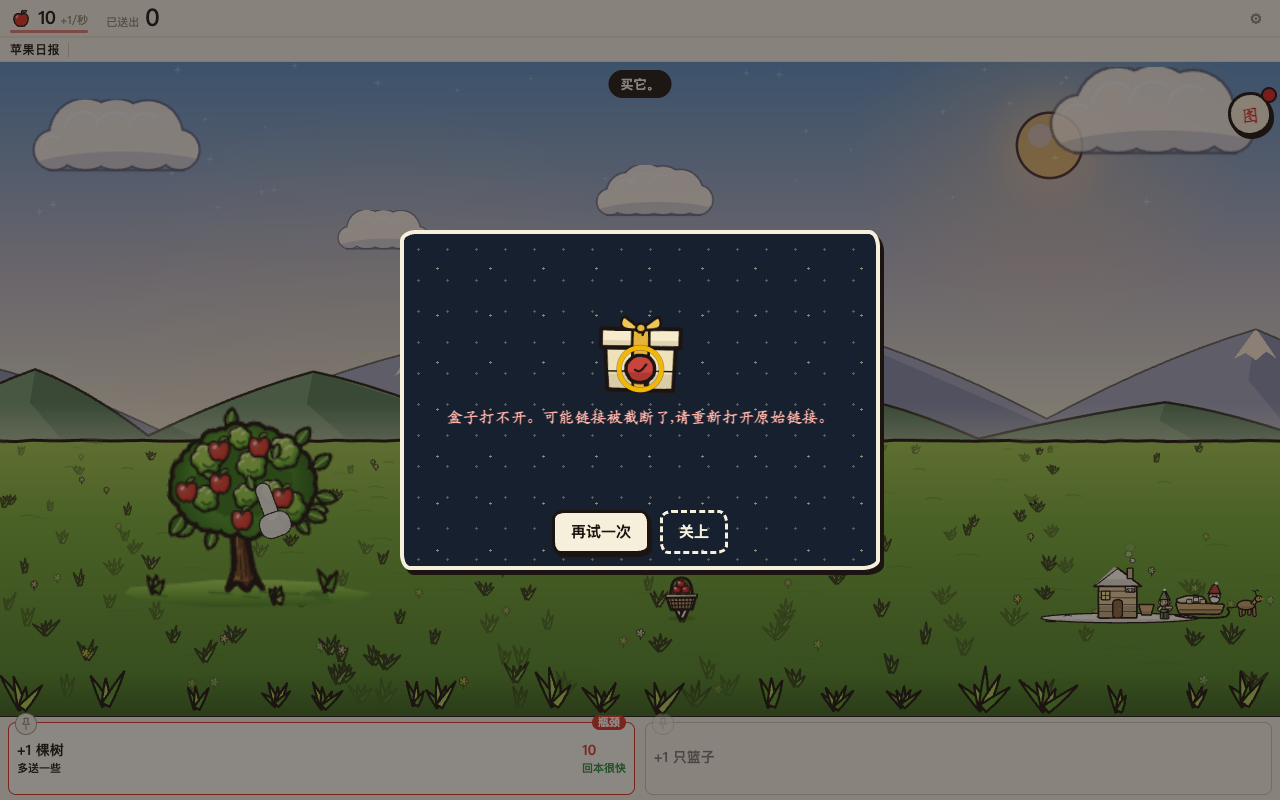 10 +1/秒 已送出 0
苹果日报
买它。
图
盒子打不开。可能链接被截断了,请重新打开原始链接。
再试一次 关上
瓶颈
+1 棵树 10
多送一些 回本很快
+1 只篮子